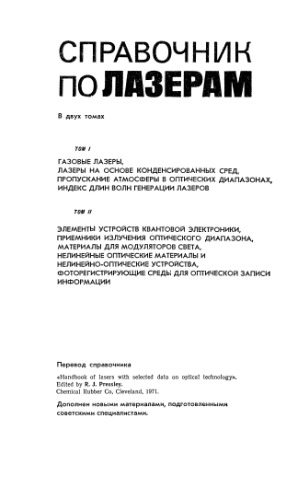 СПРАВОЧНИК
ПО ЛАЗЕРАМ
В двух томах
ТОМ I
ГАЗОВЫЕ ЛАЗЕРЫ,
ЛАЗЕРЫ НА ОСНОВЕ КОНДЕНСИРОВАННЫХ СРЕД,
ПРОПУСКАНИЕ АТМОСФЕРЫ В ОПТИЧЕСКИХ ДИАПАЗОНАХ,
ИНДЕКС ДЛИН ВОЛН ГЕНЕРАЦИИ ЛАЗЕРОВ
ТОМ II
ЭЛЕМЕНТЫ УСТРОЙСТВ КВАНТОВОЙ ЭЛЕКТРОНИКИ,
ПРИЕМНИКИ ИЗЛУЧЕНИЯ ОПТИЧЕСКОГО ДИАПАЗОНА,
МАТЕРИАЛЫ ДЛЯ МОДУЛЯТОРОВ СВЕТА,
НЕЛИНЕЙНЫЕ ОПТИЧЕСКИЕ МАТЕРИАЛЫ И
НЕЛИНЕЙНО-ОПТИЧЕСКИЕ УСТРОЙСТВА,
ФОТОРЕГИСТРИРУЮЩИЕ СРЕДЫ ДЛЯ ОПТИЧЕСКОЙ ЗАПИСИ
ИНФОРМАЦИИ
Перевод справочника
«Handbook of lasers with selected data on optical technology».
Edited by R. J. Pressley.
Chemical Rubber Co, Cleveland, 1971.
Дополнен новыми материалами, подготовленными
советскими специалистами.